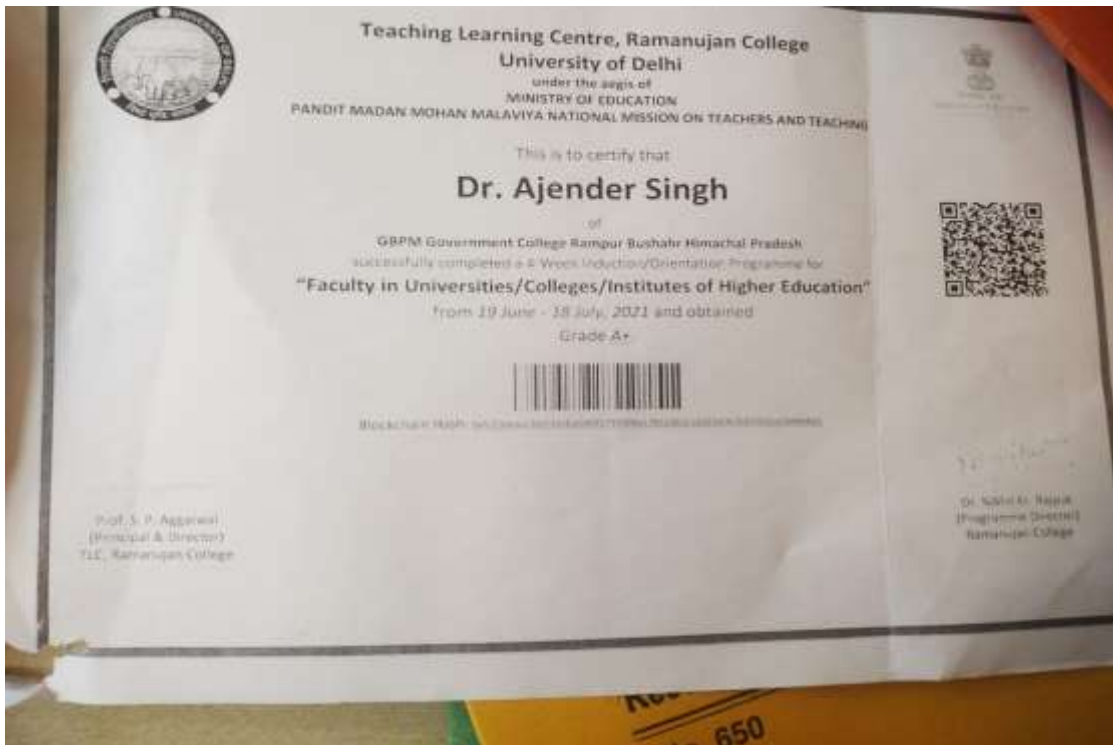 Teaching Learning Centre, Ramanujan College
University of Delhi
under the aegis of
MINISTRY OF EDUCATION
PANDIT MADAN MOHAN MALAVIYA NATIONAL MISSION ON TEACHERS AND TEACHING
This is to certify that
Dr. Ajender Singh
of
GBPM Government College Rampur Bushahr Himachal Pradesh
successfully completed a 4-Week Induction/Orientation Programme for
"Faculty in Universities/Colleges/Institutes of Higher Education"
from 19 June - 18 July, 2021 and obtained
Grade A+
Blockchain Hash:
Prof. S. P. Aggarwal
(Principal & Director)
TLC, Ramanujan College
Dr. Nikhil Kr. Rajput
(Programme Director)
Ramanujan College
650